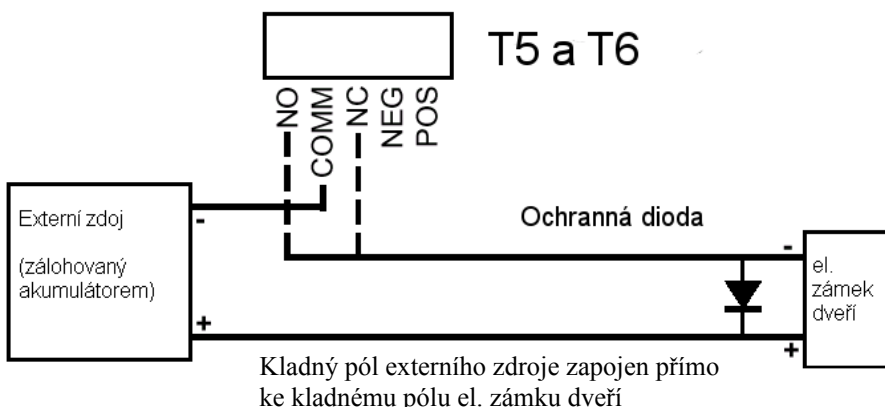 T5 a T6
NO
COMM
NC
NEG
POS
Externí zdoj
(zálohovaný
akumulátorem)
-
+
Ochranná dioda
-
+
el.
zámek
dveří
Kladný pól externího zdroje zapojen přímo
ke kladnému pólu el. zámku dveří